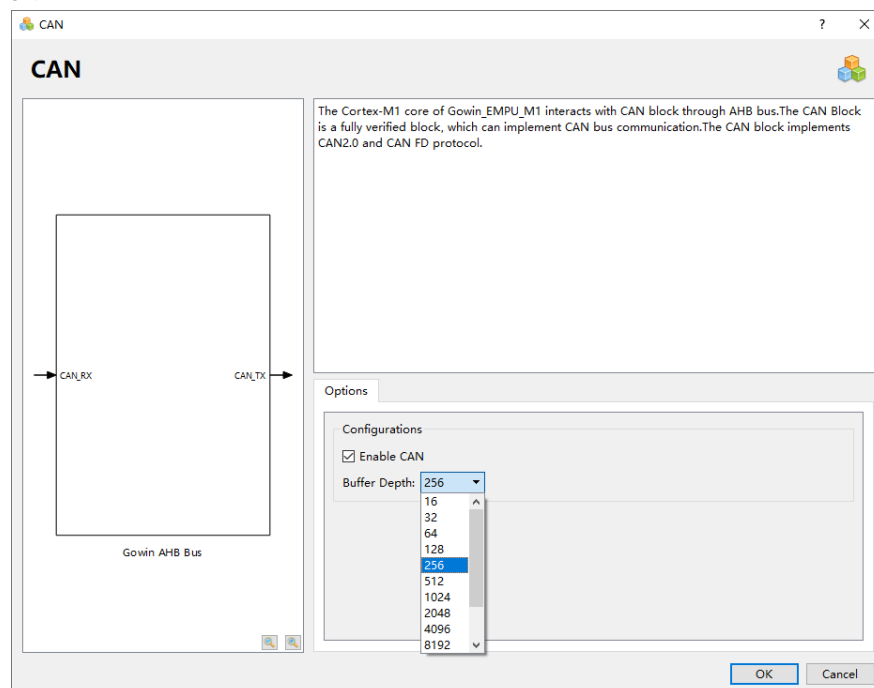 CAN
? ×
CAN
The Cortex-M1 core of Gowin_EMPU_M1 interacts with CAN block through AHB bus.The CAN Block
is a fully verified block, which can implement CAN bus communication.The CAN block implements
CAN2.0 and CAN FD protocol.
CAN_RX CAN_TX
Gowin AHB Bus
Options
Configurations
Enable CAN
Buffer Depth: 256
16
32
64
128
256
512
1024
2048
4096
8192
OK Cancel